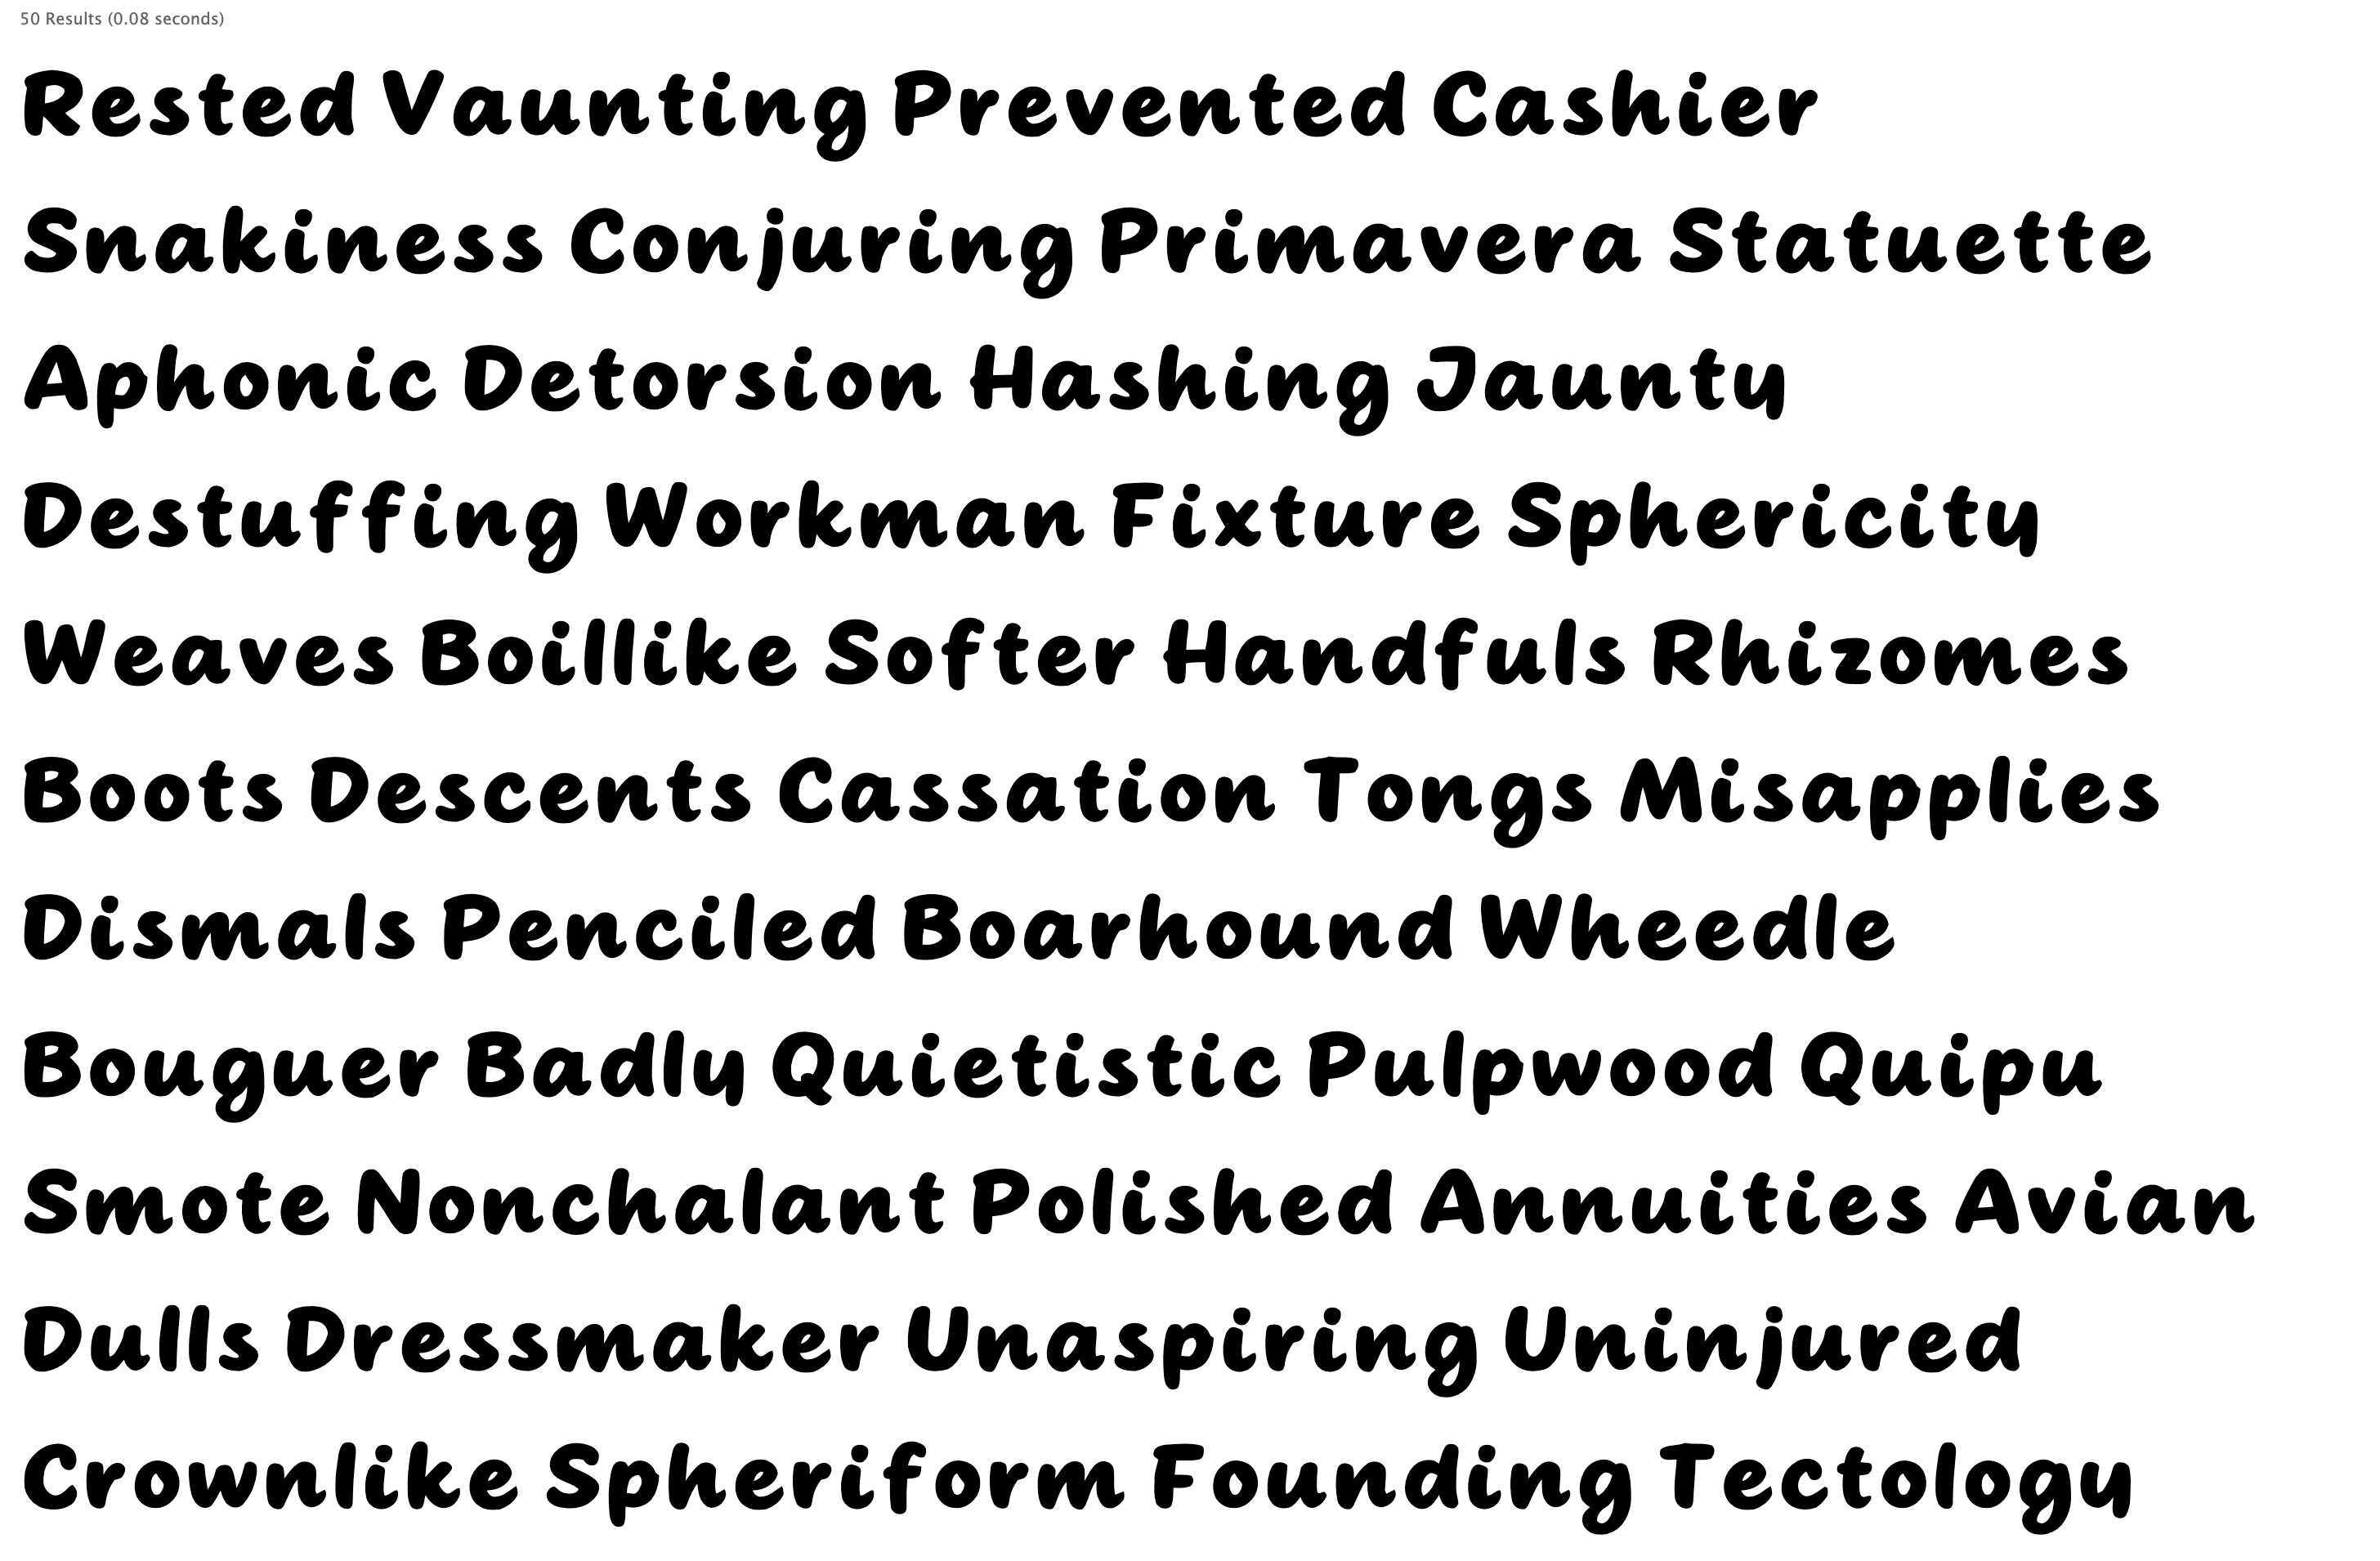 50 Results (0.08 seconds)
Rested Vaunting Prevented Cashier
Snakiness Conjuring Primavera Statuette
Aphonic Detorsion Hashing Jaunty
Destuffing Workman Fixture Sphericity
Weaves Boillike Softer Handfuls Rhizomes
Boots Descents Cassation Tongs Misapplies
Dismals Penciled Boarhound Wheedle
Bouguer Badly Quietistic Pulpwood Quipu
Smote Nonchalant Polished Annuities Avian
Dulls Dressmaker Unaspiring Uninjured
Crownlike Spheriform Founding Tectology